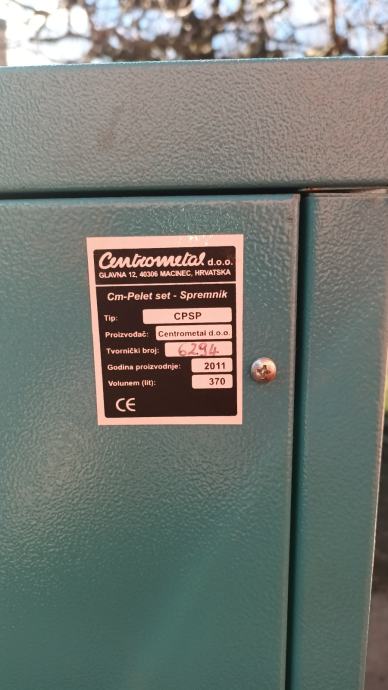 Centrometal d.o.o.
GLAVNA 12, 40306 MACINEC, HRVATSKA
Cm-Pelet set - Spremnik
Tip: CPSP
Proizvođač: Centrometal d.o.o.
Tvornički broj: 6294
Godina proizvodnje: 2011
Volumen (lit): 370
CE